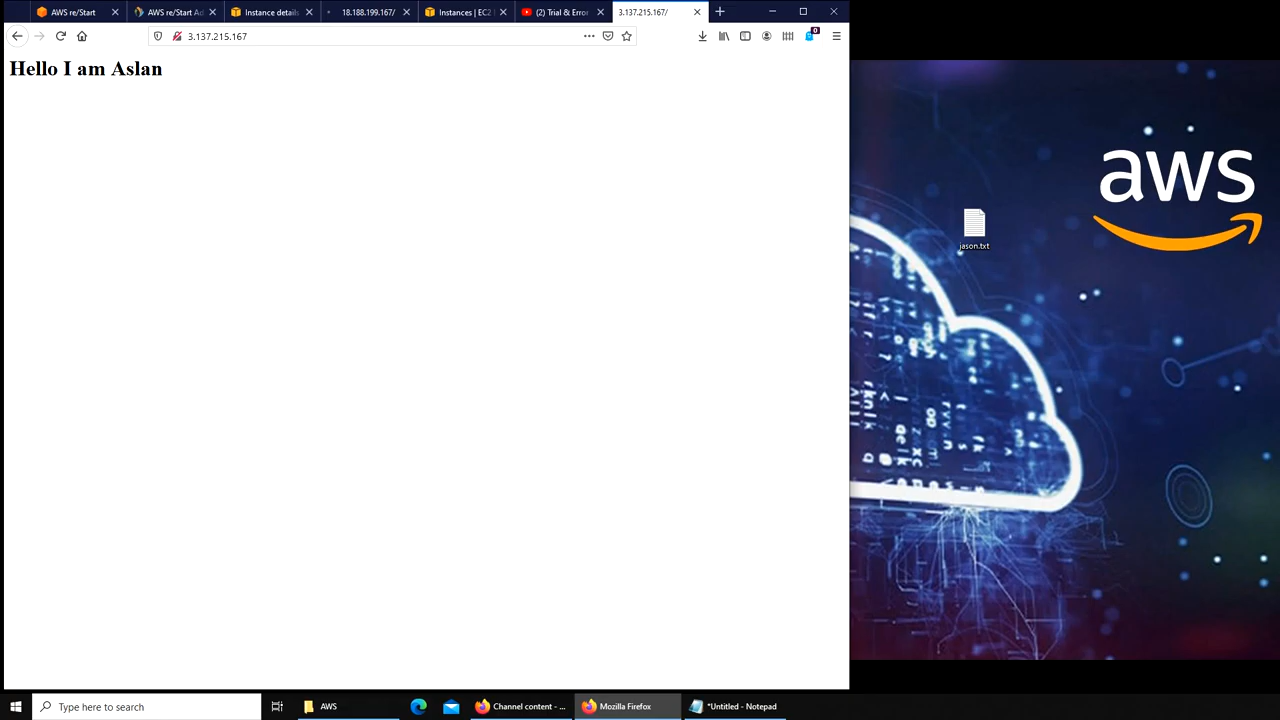 AWS re/Start
AWS re/Start Ad
Instance details
18.188.199.167/
Instances | EC2
(2) Trial & Error
3.137.215.167/
3.137.215.167
0
Hello I am Aslan
aws
jason.txt
Type here to search
AWS
Channel content - ...
Mozilla Firefox
*Untitled - Notepad